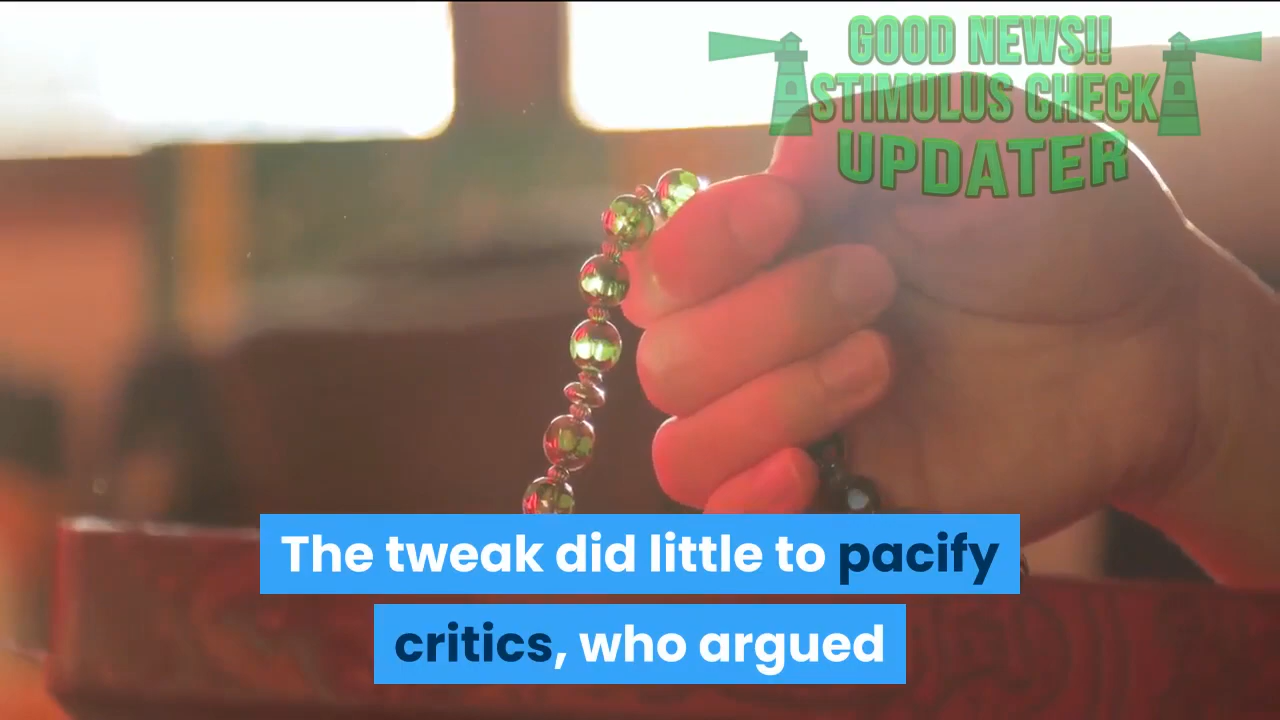 GOOD NEWS!!
STIMULUS CHECK
UPDATER
The tweak did little to pacify
critics, who argued